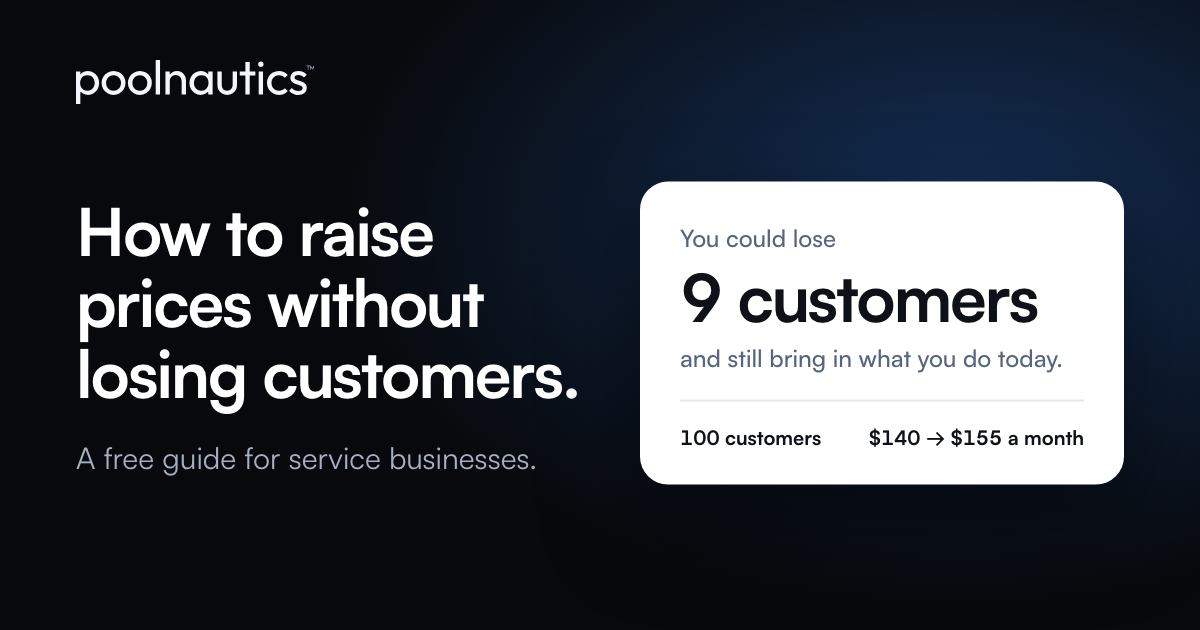 poolnautics™
How to raise
prices without
losing customers.
A free guide for service businesses.
You could lose
9 customers
and still bring in what you do today.
100 customers
$140 → $155 a month